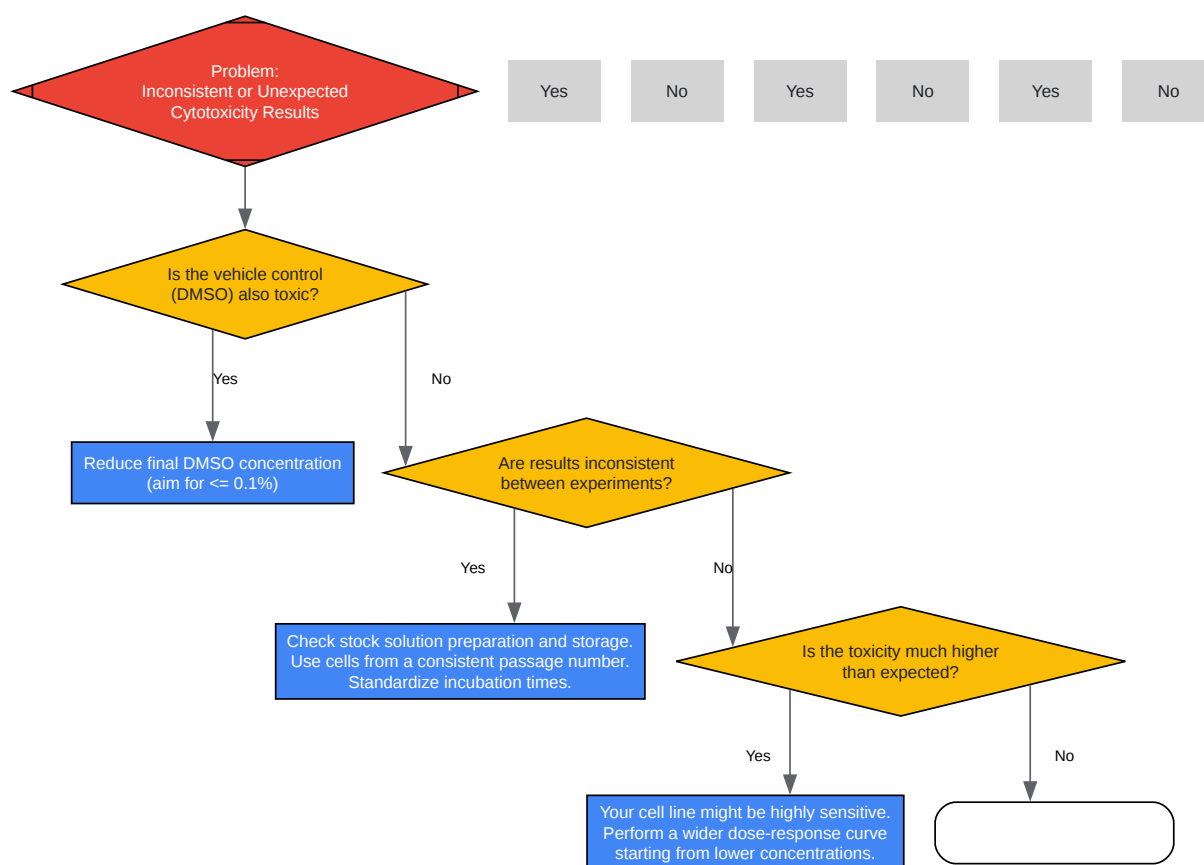 Problem:
Inconsistent or Unexpected
Cytotoxicity Results
Yes
No
Yes
No
Yes
No
Is the vehicle control
(DMSO) also toxic?
Yes
No
Reduce final DMSO concentration
(aim for <= 0.1%)
Are results inconsistent
between experiments?
Yes
No
Check stock solution preparation and storage.
Use cells from a consistent passage number.
Standardize incubation times.
Is the toxicity much higher
than expected?
Yes
No
Your cell line might be highly sensitive.
Perform a wider dose-response curve
starting from lower concentrations.